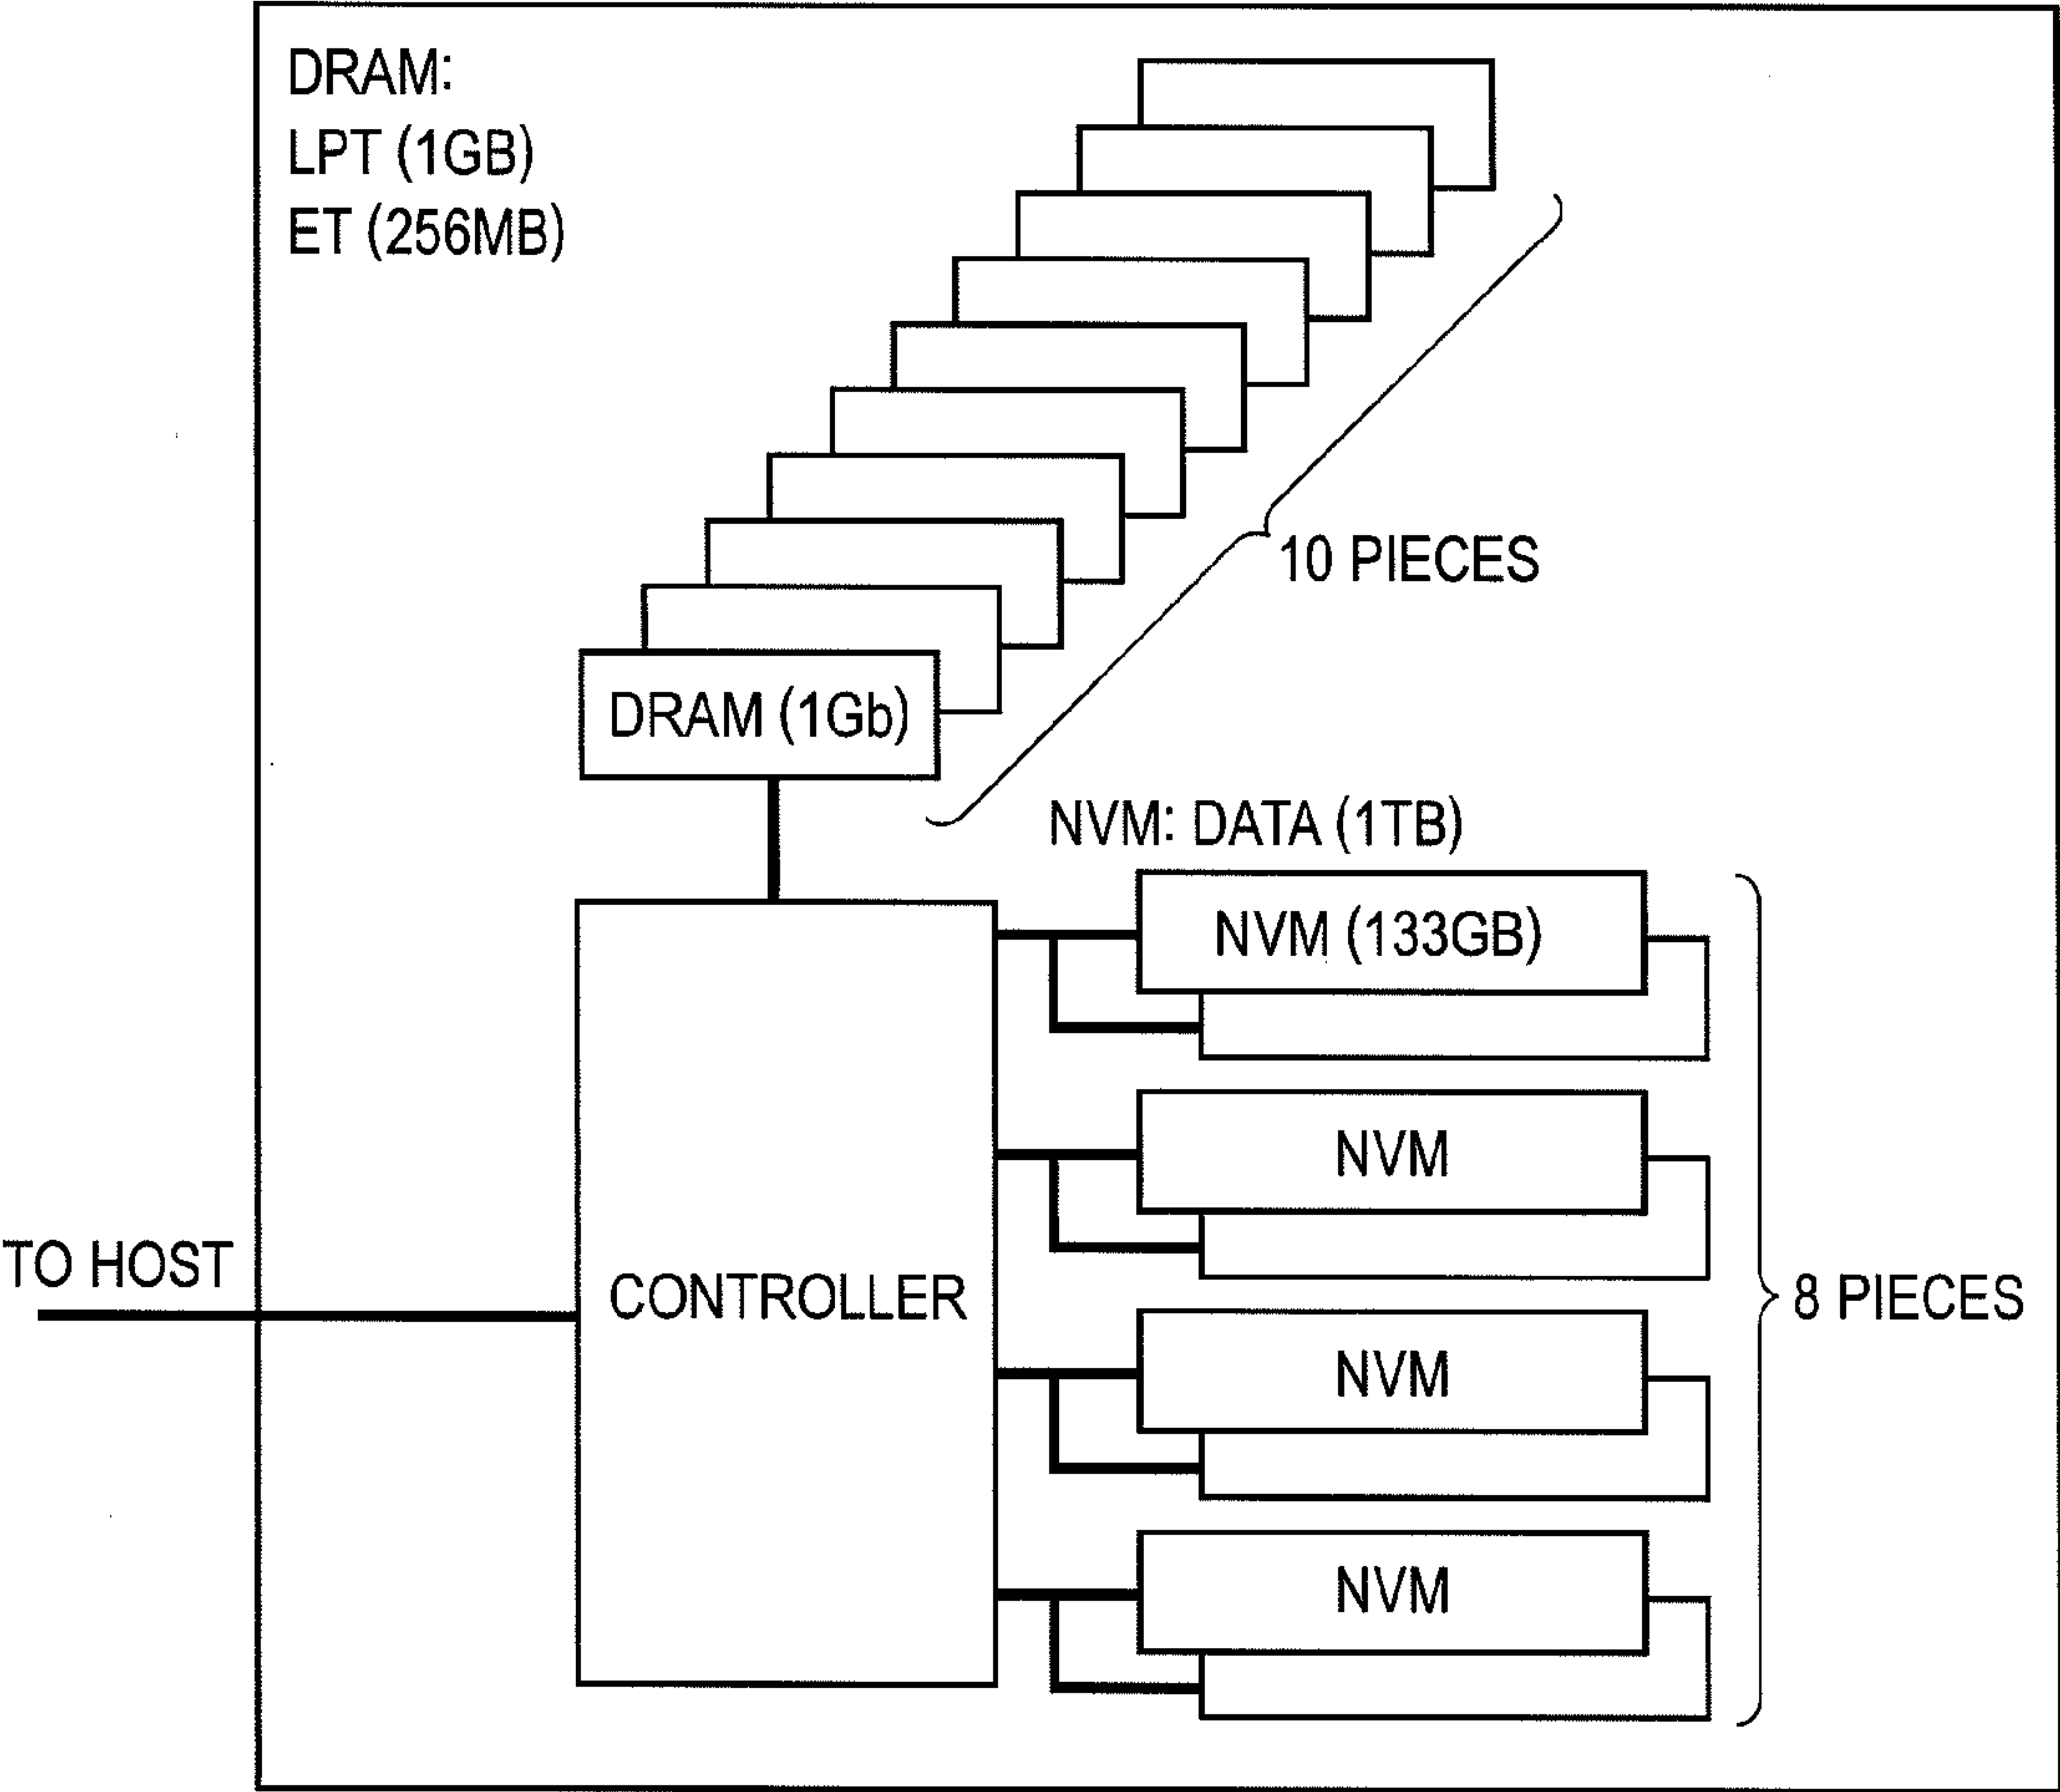 DRAM:
LPT (1GB)
ET (256MB)
10 PIECES
DRAM (1Gb)
NVM: DATA (1TB)
NVM (133GB)
NVM
TO HOST
CONTROLLER
8 PIECES
NVM
NVM